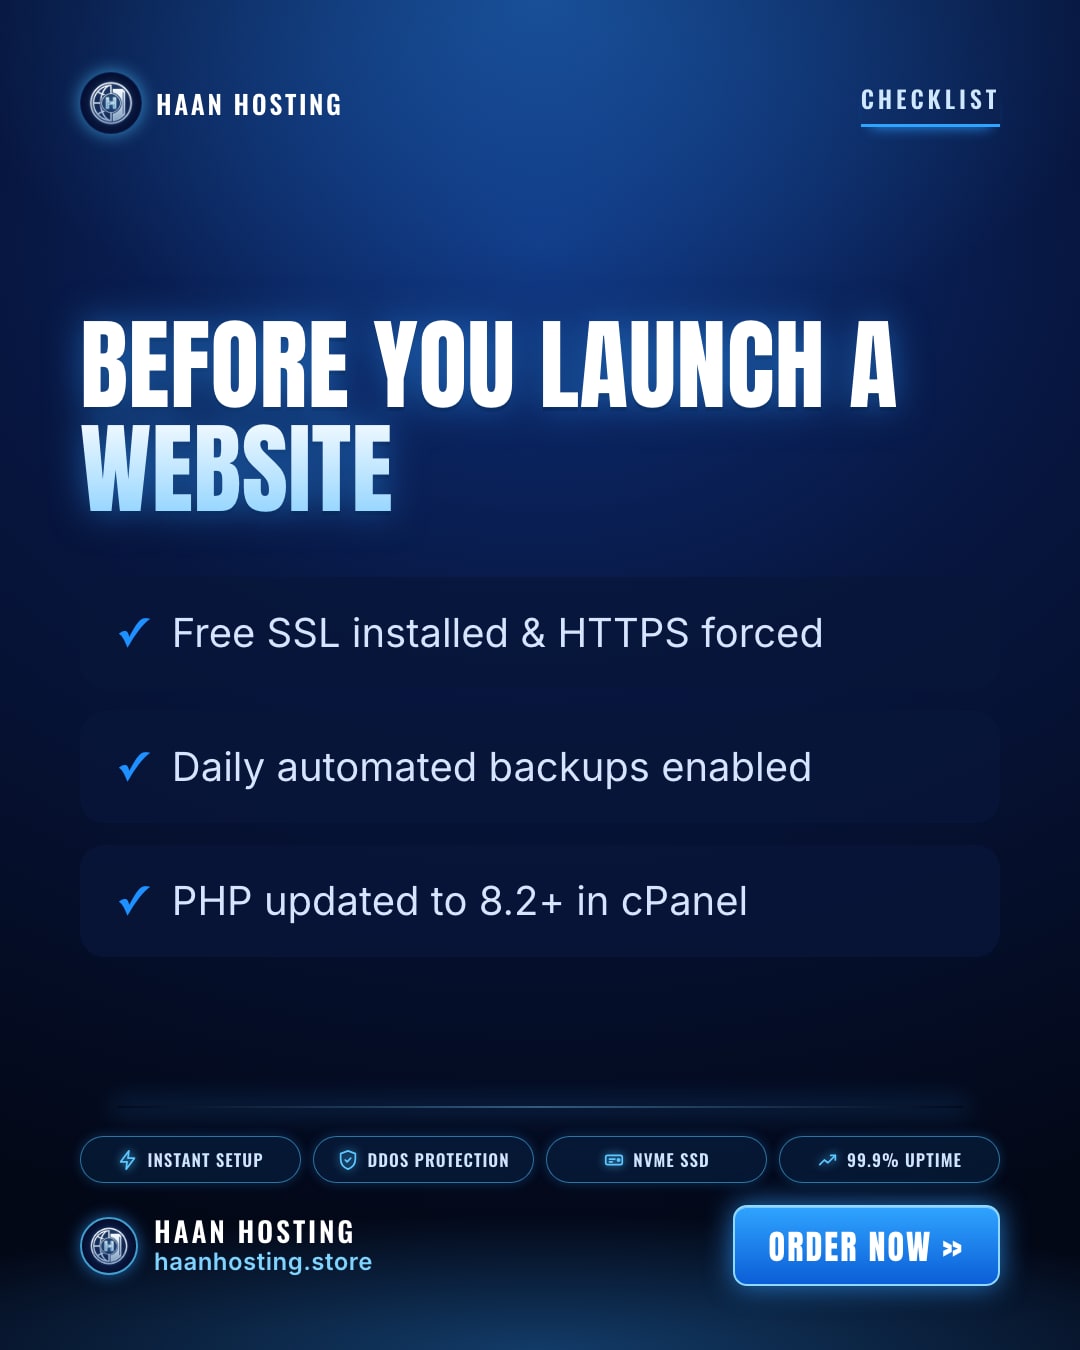 HAAN HOSTING
CHECKLIST
BEFORE YOU LAUNCH A
WEBSITE
✓ Free SSL installed & HTTPS forced
✓ Daily automated backups enabled
✓ PHP updated to 8.2+ in cPanel
INSTANT SETUP
DDOS PROTECTION
NVME SSD
99.9% UPTIME
HAAN HOSTING
haanhosting.store
ORDER NOW »